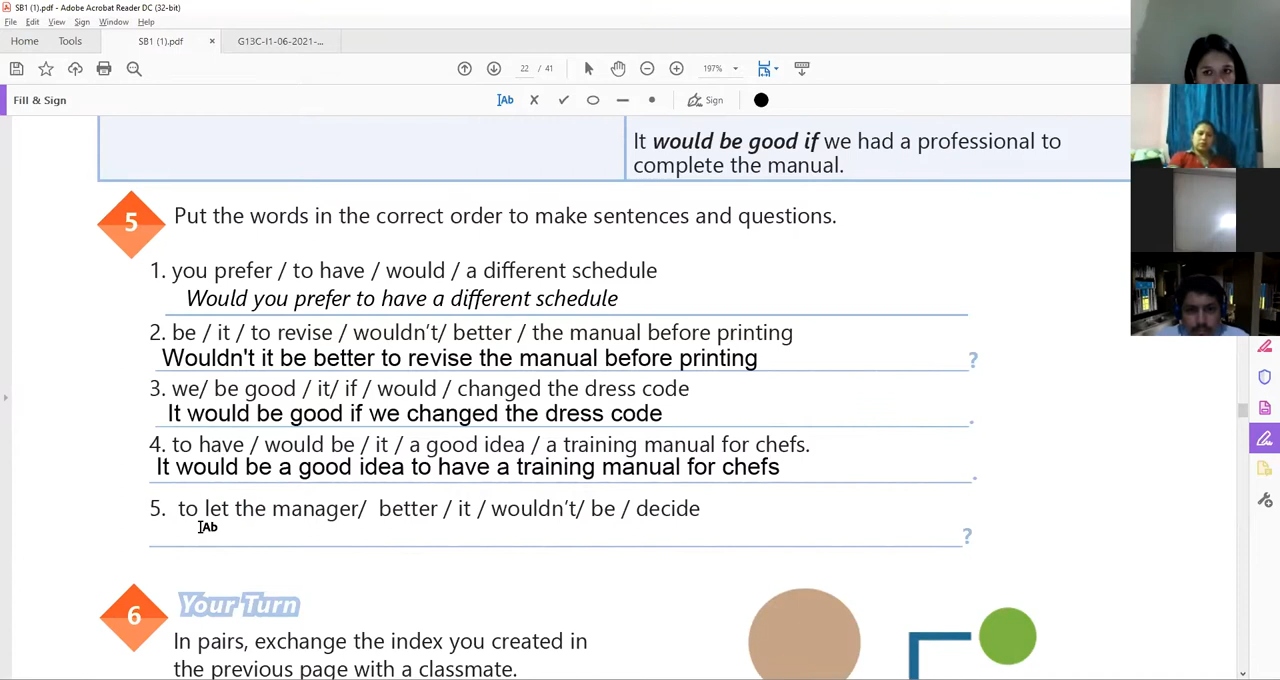 SB1 (1).pdf - Adobe Acrobat Reader DC (32-bit)
File Edit View Sign Window Help
Home Tools SB1 (1).pdf × G13C-I1-06-2021-...
22 / 41 197%
Fill & Sign Ab Sign
It would be good if we had a professional to
complete the manual.
5 Put the words in the correct order to make sentences and questions.
1. you prefer / to have / would / a different schedule
Would you prefer to have a different schedule
2. be / it / to revise / wouldn't/ better / the manual before printing
Wouldn't it be better to revise the manual before printing
?
3. we/ be good / it/ if / would / changed the dress code
It would be good if we changed the dress code
.
4. to have / would be / it / a good idea / a training manual for chefs.
It would be a good idea to have a training manual for chefs
.
5. to let the manager/ better / it / wouldn't/ be / decide
Ab
?
6 Your Turn
In pairs, exchange the index you created in
the previous page with a classmate.